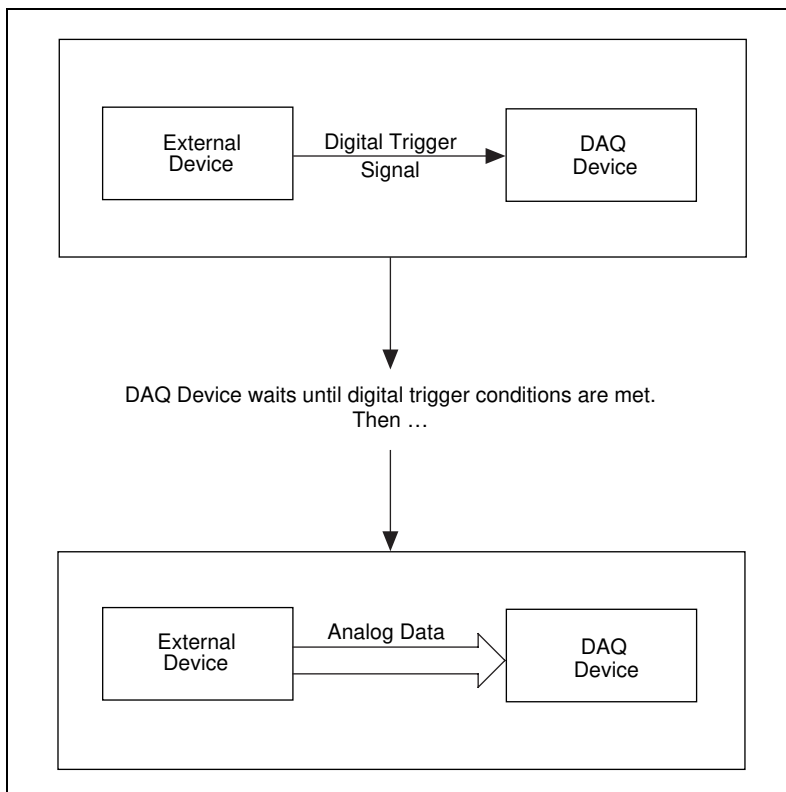 External
Device
Digital Trigger
Signal
DAQ
Device
DAQ Device waits until digital trigger conditions are met.
Then …
External
Device
Analog Data
DAQ
Device